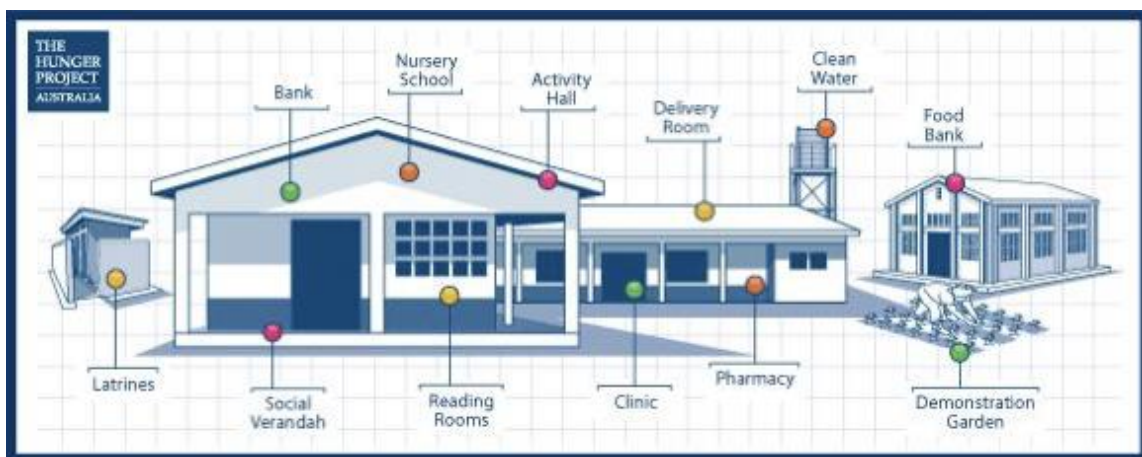 THE
HUNGER
PROJECT
AUSTRALIA
Bank
Nursery
School
Activity
Hall
Delivery
Room
Clean
Water
Food
Bank
Latrines
Social
Verandah
Reading
Rooms
Clinic
Pharmacy
Demonstration
Garden